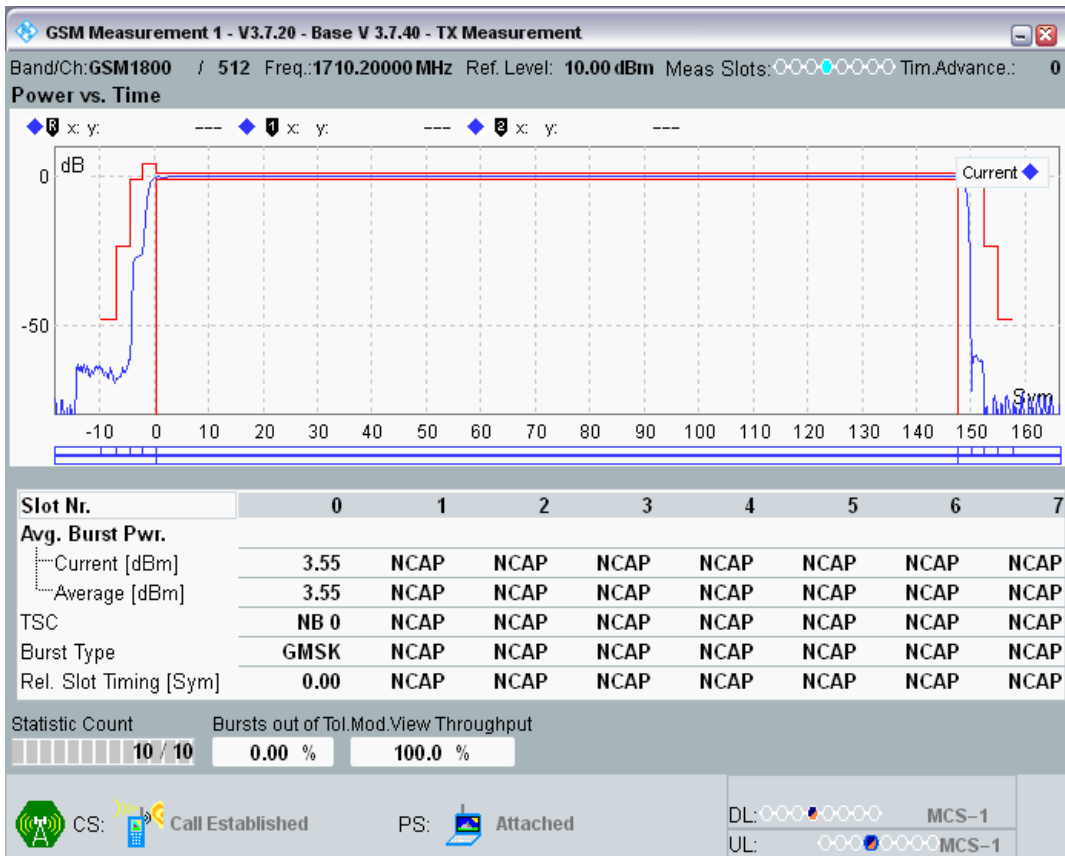 GSM Measurement 1 - V3.7.20 - Base V 3.7.40 - TX Measurement
Band/Ch:GSM1800 / 512 Freq.:1710.20000 MHz Ref. Level: 10.00 dBm Meas Slots: Tim.Advance.: 0
Power vs. Time
R x: y: --- 1 x: y: --- 2 x: y: ---
dB
Current
0
-50
Sym
-10 0 10 20 30 40 50 60 70 80 90 100 110 120 130 140 150 160
Slot Nr. 0 1 2 3 4 5 6 7
Avg. Burst Pwr.
Current [dBm] 3.55 NCAP NCAP NCAP NCAP NCAP NCAP NCAP
Average [dBm] 3.55 NCAP NCAP NCAP NCAP NCAP NCAP NCAP
TSC NB 0 NCAP NCAP NCAP NCAP NCAP NCAP NCAP
Burst Type GMSK NCAP NCAP NCAP NCAP NCAP NCAP NCAP
Rel. Slot Timing [Sym] 0.00 NCAP NCAP NCAP NCAP NCAP NCAP NCAP
Statistic Count Bursts out of Tol.Mod.View Throughput
10 / 10 0.00 % 100.0 %
CS: Call Established PS: Attached
DL: MCS-1
UL: MCS-1